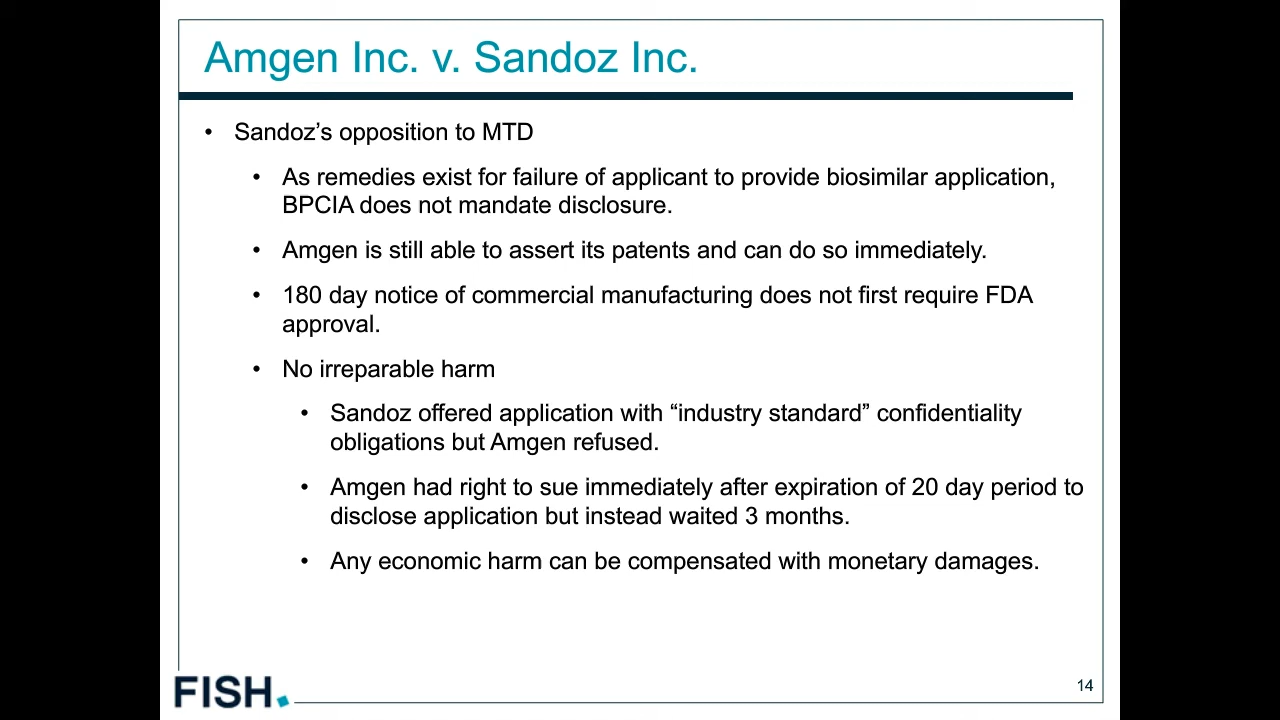 Amgen Inc. v. Sandoz Inc.
• Sandoz’s opposition to MTD
• As remedies exist for failure of applicant to provide biosimilar application,
BPCIA does not mandate disclosure.
• Amgen is still able to assert its patents and can do so immediately.
• 180 day notice of commercial manufacturing does not first require FDA
approval.
• No irreparable harm
• Sandoz offered application with “industry standard” confidentiality
obligations but Amgen refused.
• Amgen had right to sue immediately after expiration of 20 day period to
disclose application but instead waited 3 months.
• Any economic harm can be compensated with monetary damages.
FISH.
14